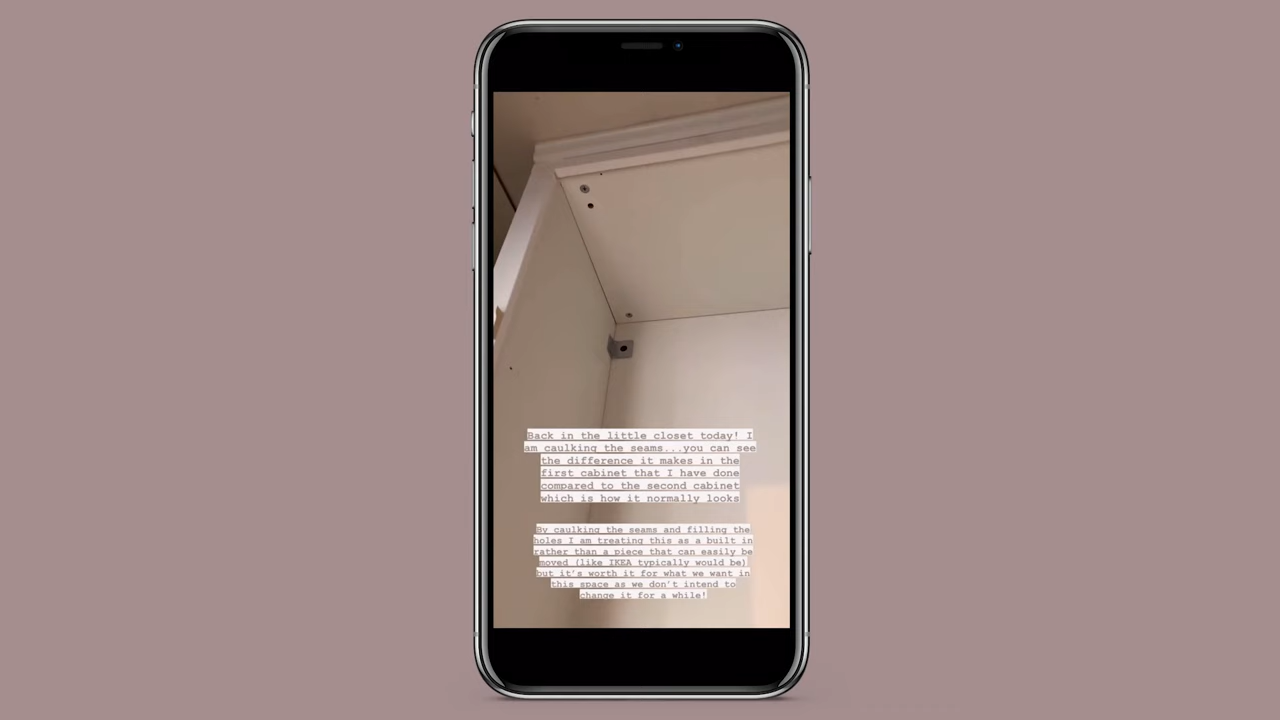 Back in the little closet today! I
am caulking the seams...you can see
the difference it makes in the
first cabinet that I have done
compared to the second cabinet
which is how it normally looks
By caulking the seams and filling the
holes I am treating this as a built in
rather than a piece that can easily be
moved (like IKEA typically would be)
but it's worth it for what we want in
this space as we don't intend to
change it for a while!